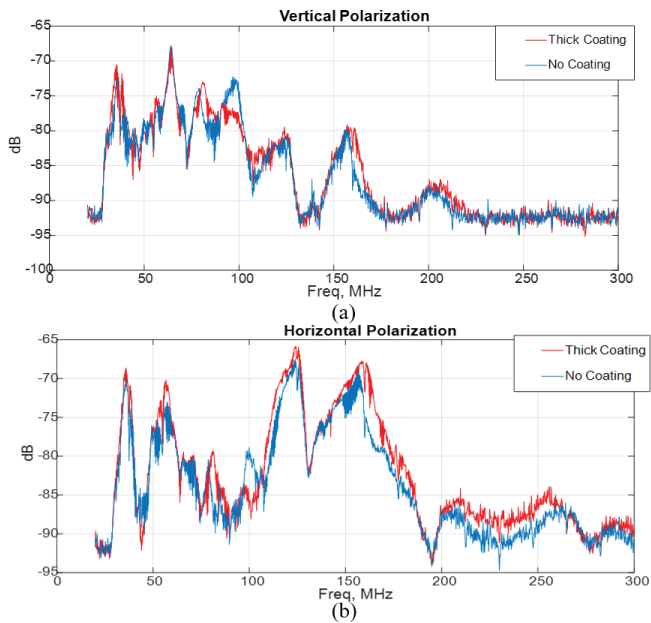 Vertical Polarization
-65
Thick Coating
-70
No Coating
-75
dB
-80
-85
-90
-95
-100
0 50 100 150 200 250 300
Freq, MHz
(a)
Horizontal Polarization
-65
Thick Coating
-70
No Coating
-75
dB
-80
-85
-90
-95
0 50 100 150 200 250 300
Freq, MHz
(b)